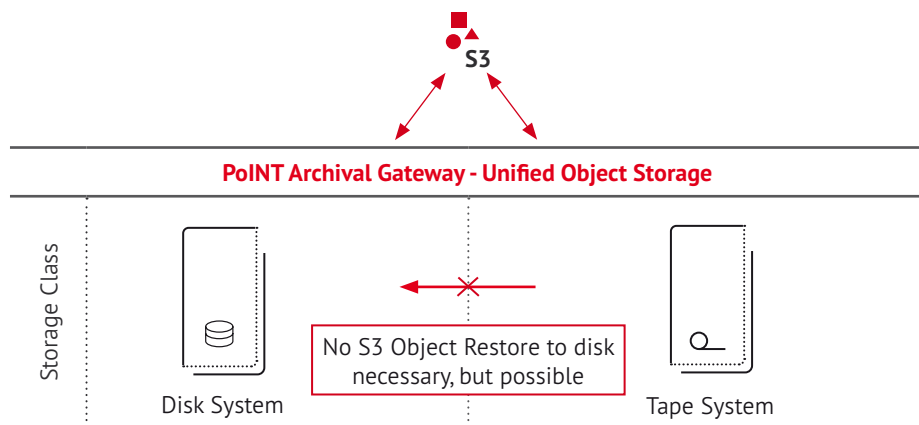 S3
PoINT Archival Gateway - Unified Object Storage
Storage Class
No S3 Object Restore to disk
necessary, but possible
Disk System
Tape System